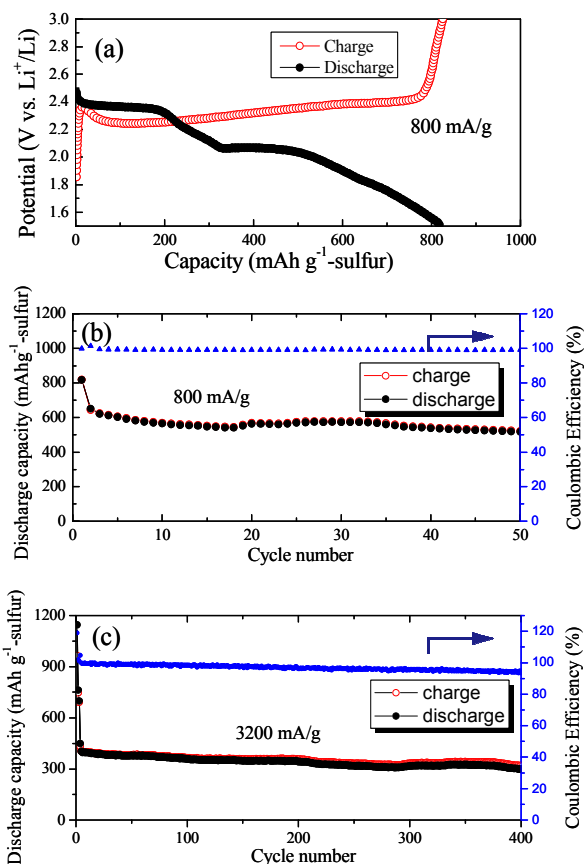 (a)
Charge
Discharge
800 mA/g
3.0
2.8
2.6
2.4
2.2
2.0
1.8
1.6
Potential (V vs. Li⁺/Li)
0 200 400 600 800 1000
Capacity (mAh g⁻¹-sulfur)
(b)
charge
discharge
800 mA/g
1200
1000
800
600
400
200
0
Discharge capacity (mAhg⁻¹-sulfur)
120
100
80
60
40
20
0
Coulombic Efficiency (%)
0 10 20 30 40 50
Cycle number
(c)
charge
discharge
3200 mA/g
1200
900
600
300
0
Discharge capacity (mAh g⁻¹-sulfur)
120
100
80
60
40
20
0
Coulombic Efficiency (%)
0 100 200 300 400
Cycle number